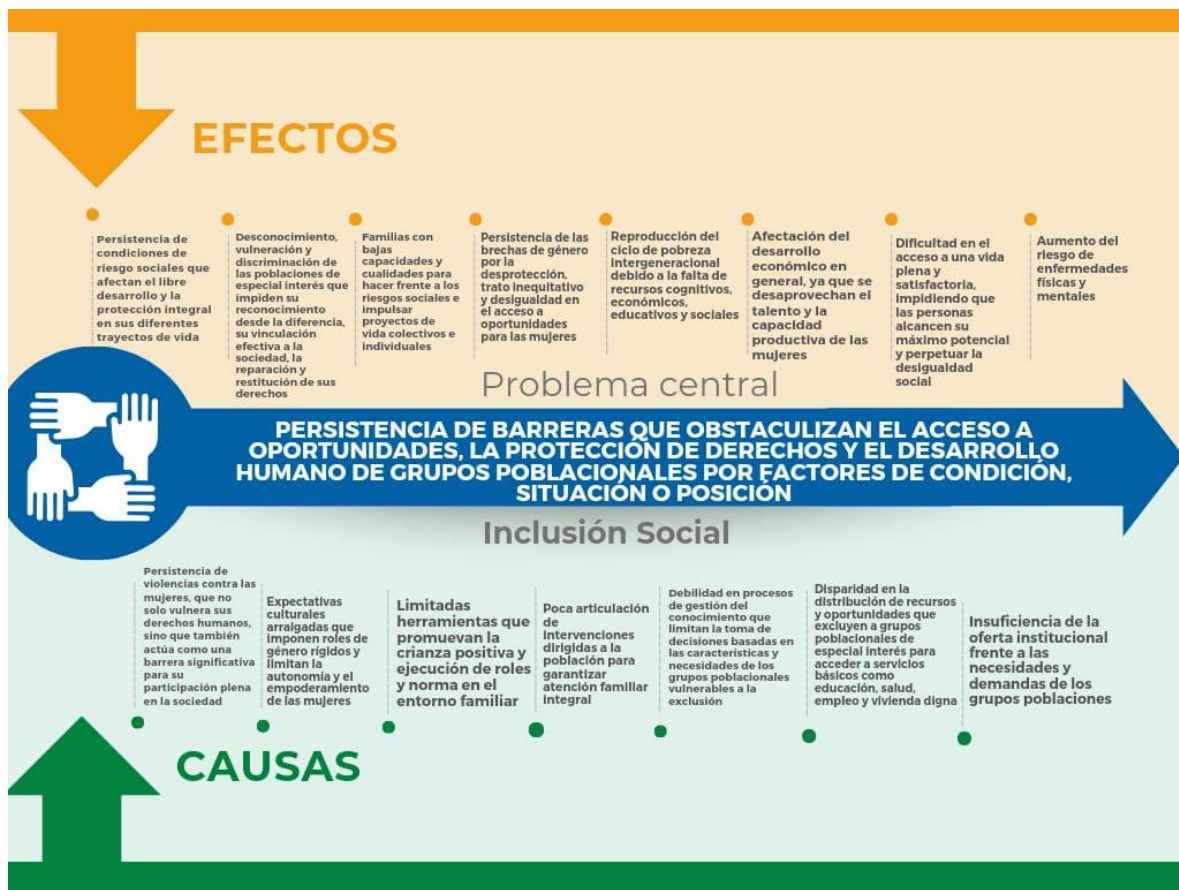 EFECTOS
Persistencia de
condiciones de
riesgo sociales que
afectan el libre
desarrollo y la
protección integral
en sus diferentes
trayectos de vida
Desconocimiento,
vulneración y
discriminación de
las poblaciones de
especial interés que
impiden su
reconocimiento
desde la diferencia,
su vinculación
efectiva a la
sociedad, la
reparación y
restitución de sus
derechos
Familias con
bajas
capacidades y
cualidades para
hacer frente a los
riesgos sociales e
impulsar
proyectos de
vida colectivos e
individuales
Persistencia de las
brechas de género
por la
desprotección,
trato inequitativo
y desigualdad en
el acceso a
oportunidades
para las mujeres
Reproducción del
ciclo de pobreza
intergeneracional
debido a la falta de
recursos cognitivos,
económicos,
educativos y sociales
Afectación del
desarrollo
económico en
general, ya que se
desaprovechan el
talento y la
capacidad
productiva de las
mujeres
Dificultad en el
acceso a una vida
plena y
satisfactoria,
impidiendo que
las personas
alcancen su
máximo potencial
y perpetuar la
desigualdad
social
Aumento del
riesgo de
enfermedades
físicas y
mentales
Problema central
PERSISTENCIA DE BARRERAS QUE OBSTACULIZAN EL ACCESO A
OPORTUNIDADES, LA PROTECCIÓN DE DERECHOS Y EL DESARROLLO
HUMANO DE GRUPOS POBLACIONALES POR FACTORES DE CONDICIÓN,
SITUACIÓN O POSICIÓN
Inclusión Social
Persistencia de
violencias contra las
mujeres, que no
solo vulnera sus
derechos humanos,
sino que también
actúa como una
barrera significativa
para su
participación plena
en la sociedad
Expectativas
culturales
arraigadas que
imponen roles de
género rígidos y
limitan la
autonomía y el
empoderamiento
de las mujeres
Limitadas
herramientas que
promuevan la
crianza positiva y
ejecución de roles
y norma en el
entorno familiar
Poca articulación
de
intervenciones
dirigidas a la
población para
garantizar
atención familiar
integral
Debilidad en procesos
de gestión del
conocimiento que
limitan la toma de
decisiones basadas en
las características y
necesidades de los
grupos poblacionales
vulnerables a la
exclusión
Disparidad en la
distribución de recursos
y oportunidades que
excluyen a grupos
poblacionales de
especial interés para
acceder a servicios
básicos como
educación, salud,
empleo y vivienda digna
Insuficiencia de la
oferta institucional
frente a las
necesidades y
demandas de los
grupos poblaciones
CAUSAS